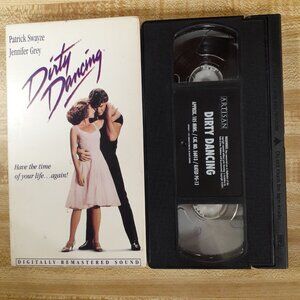 Patrick Swayze
Jennifer Grey
Dirty
Dancing
Have the time
of your life...again!
DIGITALLY REMASTERED SOUND
ARTISAN
DIRTY DANCING